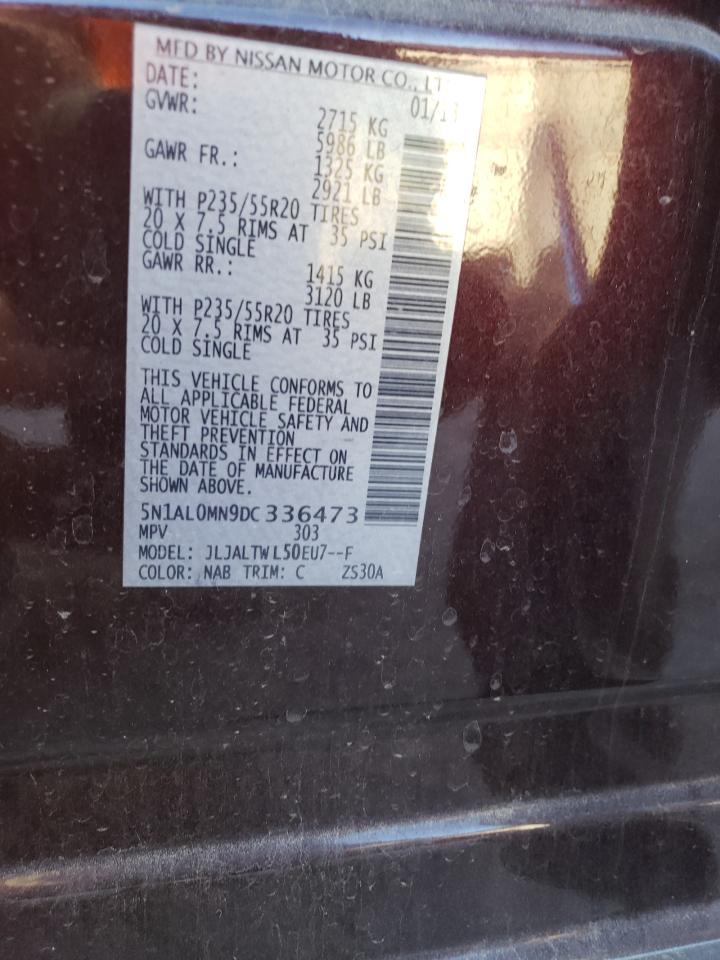 MFD BY NISSAN MOTOR CO., LT
DATE: 01/13
GVWR: 2715 KG
5986 LB
GAWR FR.: 1325 KG
2921 LB
WITH P235/55R20 TIRES
20 X 7.5 RIMS AT 35 PSI
COLD SINGLE
GAWR RR.: 1415 KG
3120 LB
WITH P235/55R20 TIRES
20 X 7.5 RIMS AT 35 PSI
COLD SINGLE
THIS VEHICLE CONFORMS TO
ALL APPLICABLE FEDERAL
MOTOR VEHICLE SAFETY AND
THEFT PREVENTION
STANDARDS IN EFFECT ON
THE DATE OF MANUFACTURE
SHOWN ABOVE.
5N1AL0MN9DC336473
MPV 303
MODEL: JLJALTWL50EU7--F
COLOR: NAB TRIM: C ZS30A